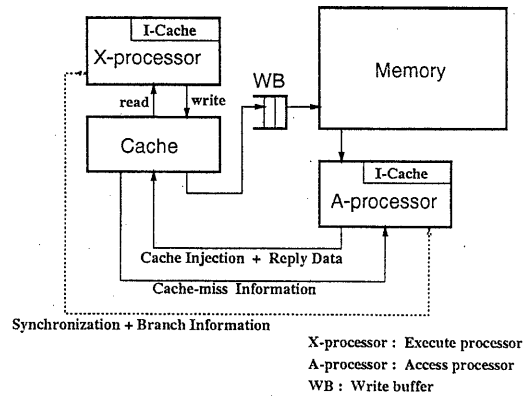 I-Cache
X-processor
read
write
WB
Memory
Cache
I-Cache
A-processor
Cache Injection + Reply Data
Cache-miss Information
Synchronization + Branch Information
X-processor : Execute processor
A-processor : Access processor
WB : Write buffer